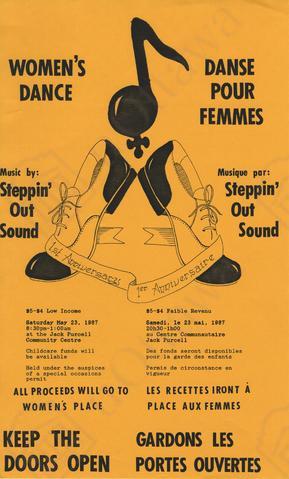 WOMEN'S
DANCE
DANSE
POUR
FEMMES
Music by:
Steppin'
Out
Sound
Musique par:
Steppin'
Out
Sound
1st Anniversary
1er Anniversaire
$5-$4 Low Income
Saturday May 23, 1987
8:30pm-1:00am
at the Jack Purcell
Community Centre
Childcare funds will
be available
Held under the auspices
of a special occasions
permit
$5-$4 Faible Revenu
Samedi, le 23 mai, 1987
20h30-1h00
au Centre Communautaire
Jack Purcell
Des fonds seront disponibles
pour la garde des enfants
Permis de circonstance en
vigueur
ALL PROCEEDS WILL GO TO
WOMEN'S PLACE
LES RECETTES IRONT À
PLACE AUX FEMMES
KEEP THE
DOORS OPEN
GARDONS LES
PORTES OUVERTES